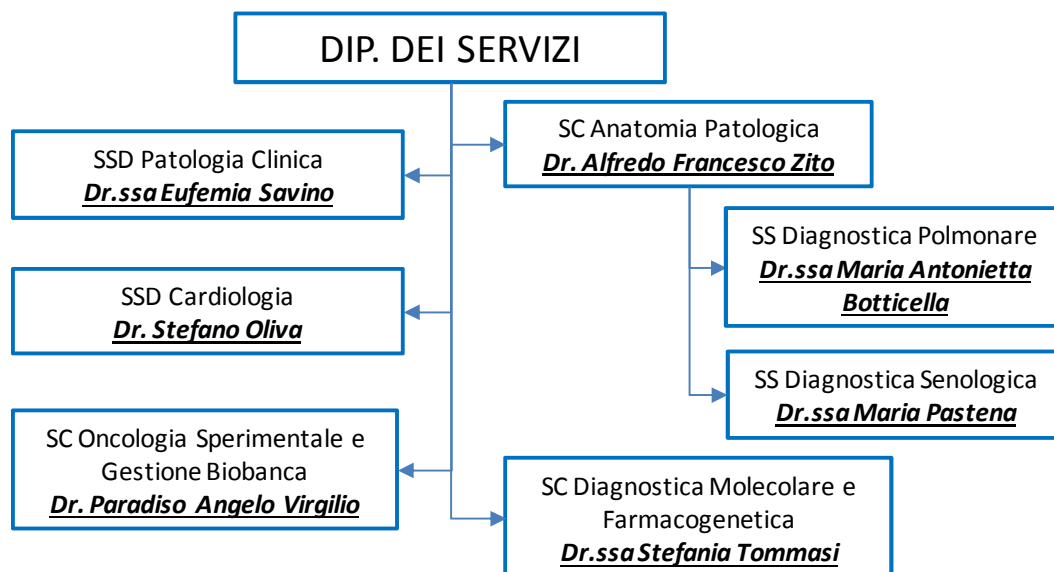 DIP. DEI SERVIZI
SSD Patologia Clinica
Dr.ssa Eufemia Savino
SC Anatomia Patologica
Dr. Alfredo Francesco Zito
SS Diagnostica Polmonare
Dr.ssa Maria Antonietta
Botticella
SSD Cardiologia
Dr. Stefano Oliva
SS Diagnostica Senologica
Dr.ssa Maria Pastena
SC Oncologia Sperimentale e
Gestione Biobanca
Dr. Paradiso Angelo Virgilio
SC Diagnostica Molecolare e
Farmacogenetica
Dr.ssa Stefania Tommasi